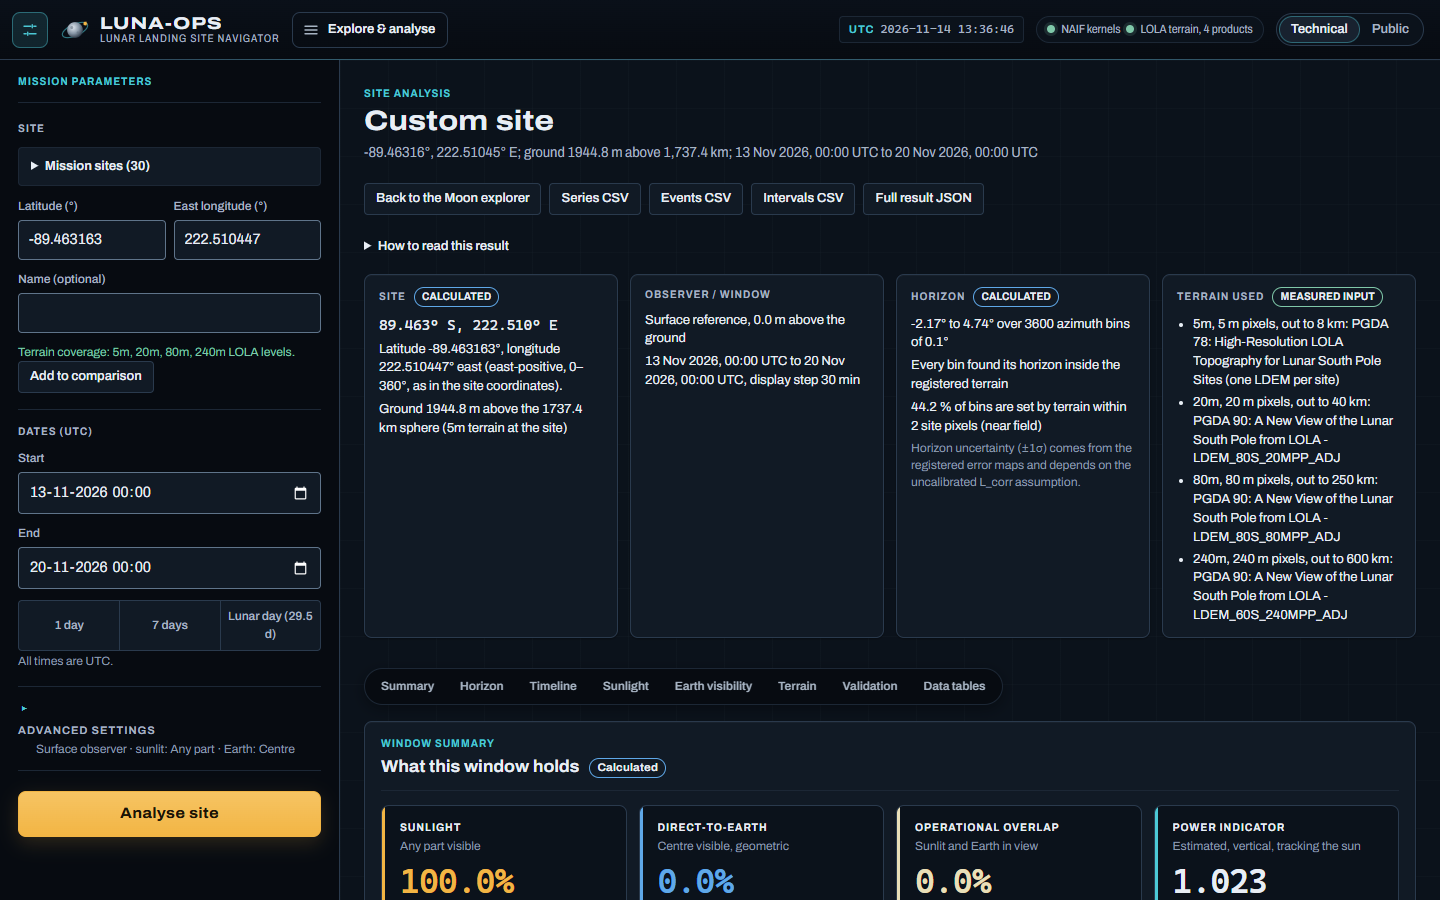 LUNA-OPS
LUNAR LANDING SITE NAVIGATOR
Explore & analyse
UTC 2026-11-14 13:36:46
NAIF kernels
LOLA terrain, 4 products
Technical
Public
MISSION PARAMETERS
SITE
Mission sites (30)
Latitude (°)
East longitude (°)
-89.463163
222.510447
Name (optional)
Terrain coverage: 5m, 20m, 80m, 240m LOLA levels.
Add to comparison
DATES (UTC)
Start
13-11-2026 00:00
End
20-11-2026 00:00
1 day
7 days
Lunar day (29.5
d)
All times are UTC.
ADVANCED SETTINGS
Surface observer · sunlit: Any part · Earth: Centre
Analyse site
SITE ANALYSIS
Custom site
-89.46316°, 222.51045° E; ground 1944.8 m above 1,737.4 km; 13 Nov 2026, 00:00 UTC to 20 Nov 2026, 00:00 UTC
Back to the Moon explorer
Series CSV
Events CSV
Intervals CSV
Full result JSON
How to read this result
SITE CALCULATED
89.463° S, 222.510° E
Latitude -89.463163°, longitude
222.510447° east (east-positive, 0–
360°, as in the site coordinates).
Ground 1944.8 m above the 1737.4
km sphere (5m terrain at the site)
OBSERVER / WINDOW
Surface reference, 0.0 m above the
ground
13 Nov 2026, 00:00 UTC to 20 Nov
2026, 00:00 UTC, display step 30 min
HORIZON CALCULATED
-2.17° to 4.74° over 3600 azimuth bins
of 0.1°
Every bin found its horizon inside the
registered terrain
44.2 % of bins are set by terrain within
2 site pixels (near field)
Horizon uncertainty (±1σ) comes from the
registered error maps and depends on the
uncalibrated L_corr assumption.
TERRAIN USED MEASURED INPUT
• 5m, 5 m pixels, out to 8 km: PGDA
78: High-Resolution LOLA
Topography for Lunar South Pole
Sites (one LDEM per site)
• 20m, 20 m pixels, out to 40 km:
PGDA 90: A New View of the Lunar
South Pole from LOLA -
LDEM_80S_20MPP_ADJ
• 80m, 80 m pixels, out to 250 km:
PGDA 90: A New View of the Lunar
South Pole from LOLA -
LDEM_80S_80MPP_ADJ
• 240m, 240 m pixels, out to 600 km:
PGDA 90: A New View of the Lunar
South Pole from LOLA -
LDEM_60S_240MPP_ADJ
Summary
Horizon
Timeline
Sunlight
Earth visibility
Terrain
Validation
Data tables
WINDOW SUMMARY
What this window holds Calculated
SUNLIGHT
Any part visible
100.0%
DIRECT-TO-EARTH
Centre visible, geometric
0.0%
OPERATIONAL OVERLAP
Sunlit and Earth in view
0.0%
POWER INDICATOR
Estimated, vertical, tracking the sun
1.023